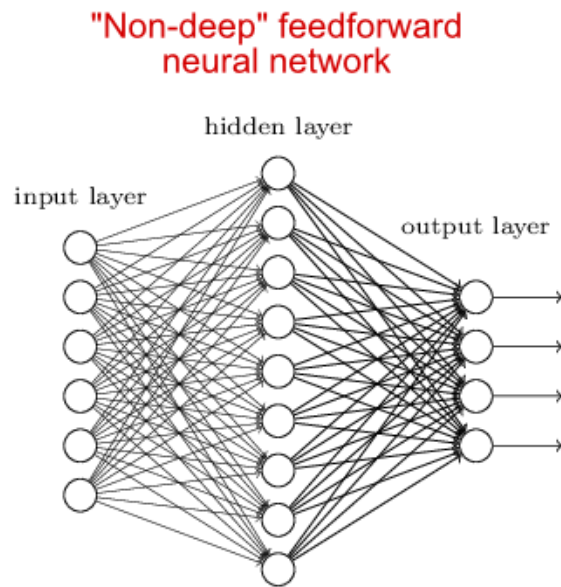 "Non-deep" feedforward
neural network
hidden layer
input layer
output layer